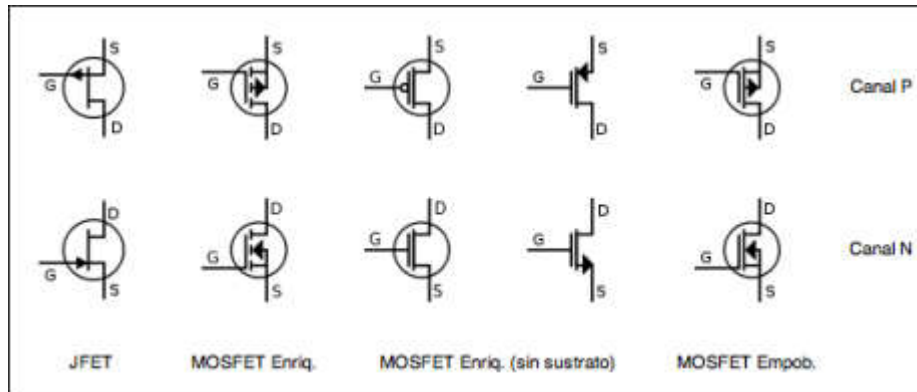 S S S S S
G G G G G Canal P
D D D D D
D D D D D
G G G G G Canal N
S S S S S
JFET MOSFET Enriq. MOSFET Enriq. (sin sustrato) MOSFET Empob.